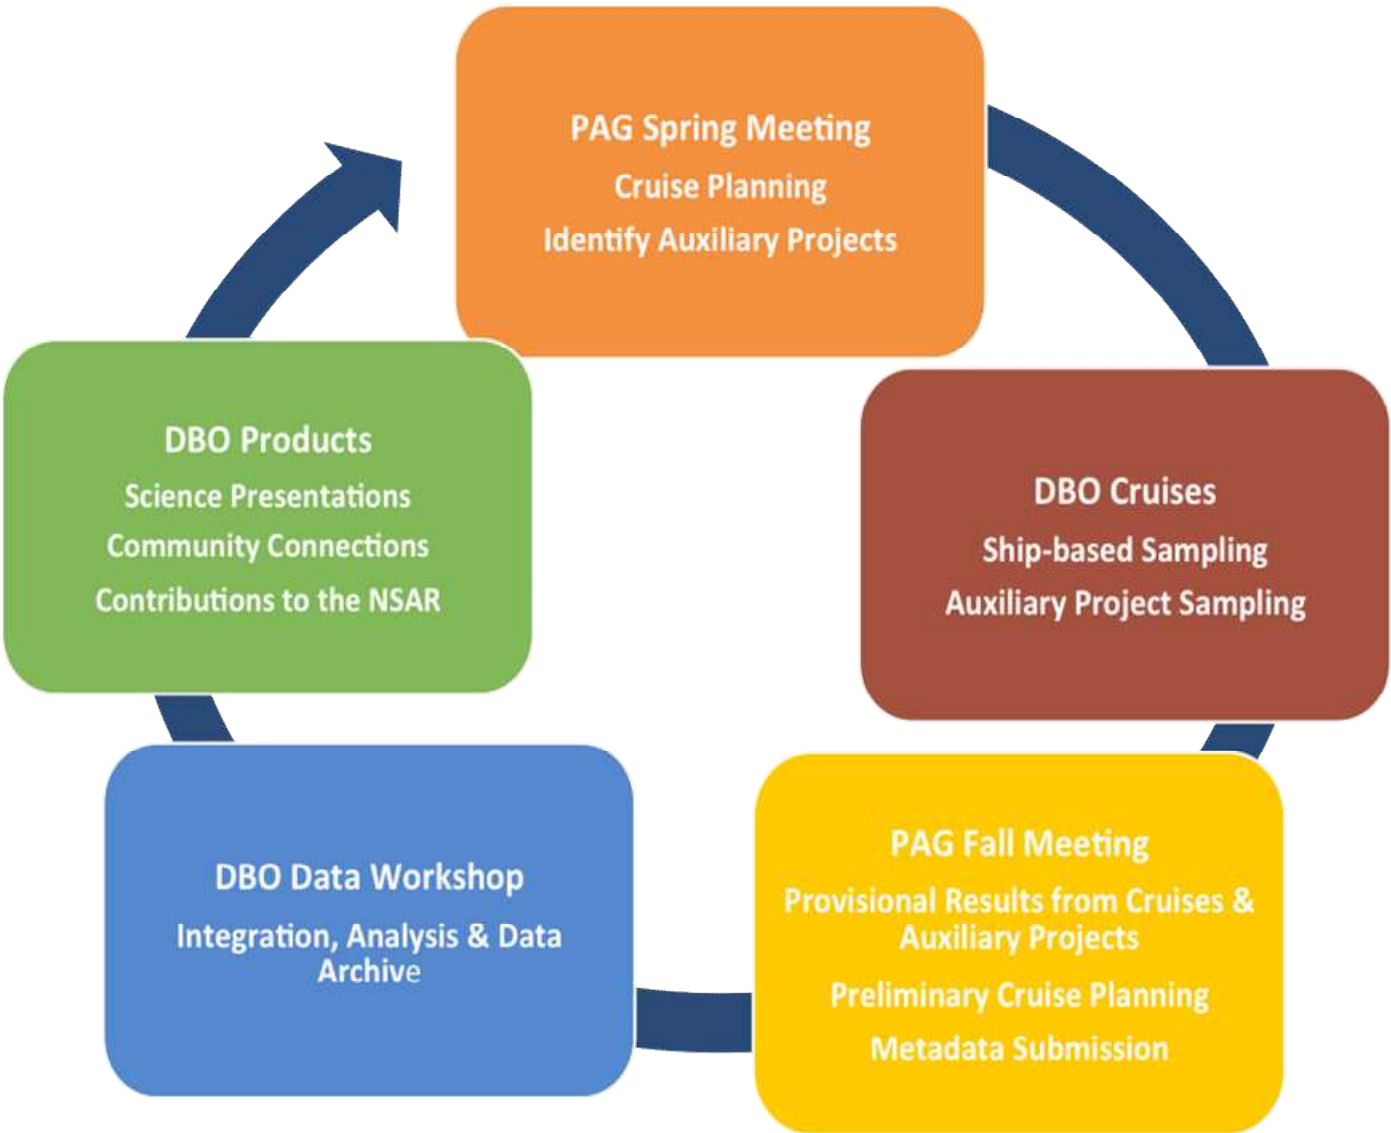 PAG Spring Meeting
Cruise Planning
Identify Auxiliary Projects
DBO Cruises
Ship-based Sampling
Auxiliary Project Sampling
PAG Fall Meeting
Provisional Results from Cruises &
Auxiliary Projects
Preliminary Cruise Planning
Metadata Submission
DBO Data Workshop
Integration, Analysis & Data
Archive
DBO Products
Science Presentations
Community Connections
Contributions to the NSAR